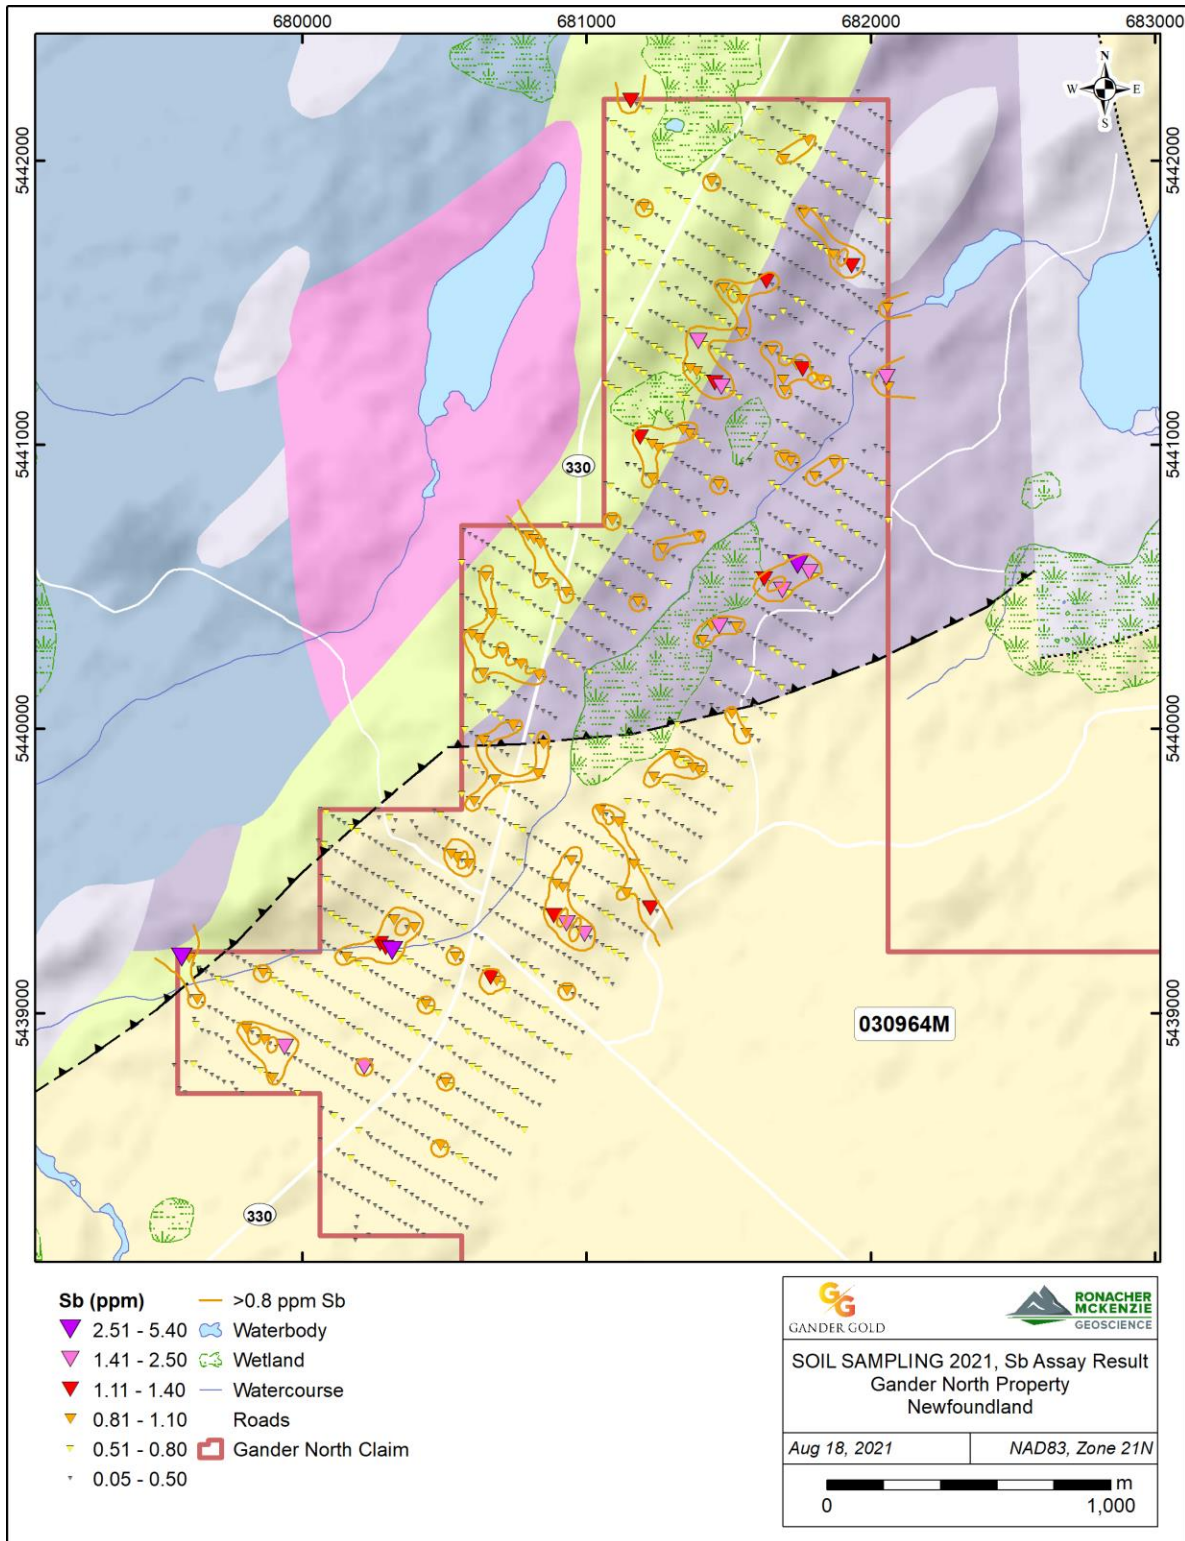 680000
681000
682000
683000
N
W
E
S
5442000
5442000
5441000
5441000
330
5440000
5440000
5439000
5439000
030964M
330
Sb (ppm)
2.51 - 5.40
1.41 - 2.50
1.11 - 1.40
0.81 - 1.10
0.51 - 0.80
0.05 - 0.50
>0.8 ppm Sb
Waterbody
Wetland
Watercourse
Roads
Gander North Claim
GG
GANDER GOLD
RONACHER
MCKENZIE
GEOSCIENCE
SOIL SAMPLING 2021, Sb Assay Result
Gander North Property
Newfoundland
Aug 18, 2021
NAD83, Zone 21N
m
0
1,000